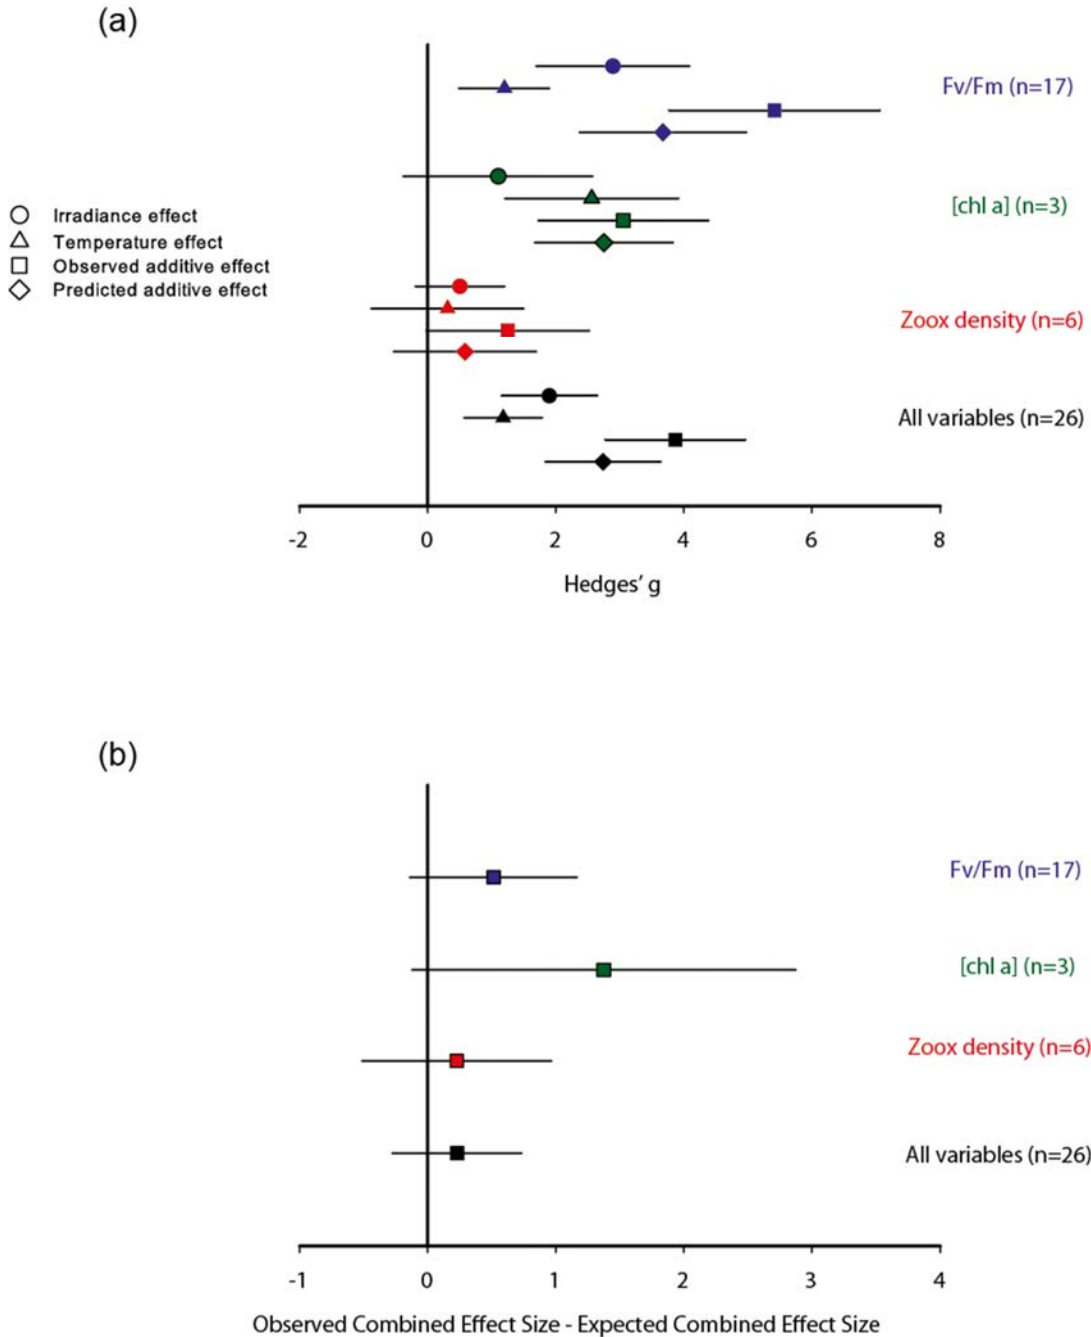 (a)
Fv/Fm (n=17)
[chl a] (n=3)
Irradiance effect
Temperature effect
Observed additive effect
Predicted additive effect
Zoox density (n=6)
All variables (n=26)
-2 0 2 4 6 8
Hedges' g
(b)
Fv/Fm (n=17)
[chl a] (n=3)
Zoox density (n=6)
All variables (n=26)
-1 0 1 2 3 4
Observed Combined Effect Size - Expected Combined Effect Size